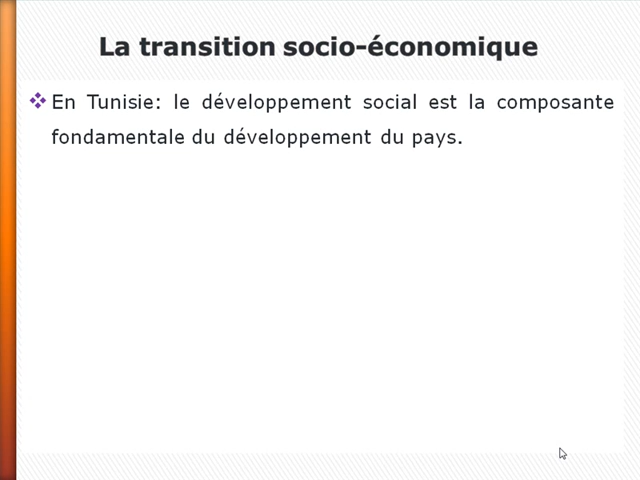 La transition socio-économique
En Tunisie: le développement social est la composante
fondamentale du développement du pays.